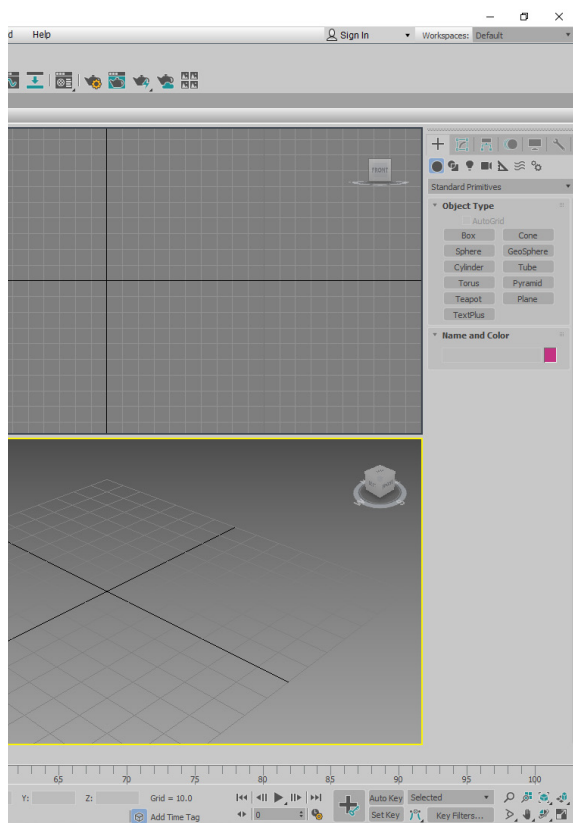 d Help Sign In Workspaces: Default
FRONT
Standard Primitives
Object Type
AutoGrid
Box Cone
Sphere GeoSphere
Cylinder Tube
Torus Pyramid
Teapot Plane
TextPlus
Name and Color
65 70 75 80 85 90 95 100
Y: Z: Grid = 10.0 Auto Key Selected
Add Time Tag 0 Set Key Key Filters...